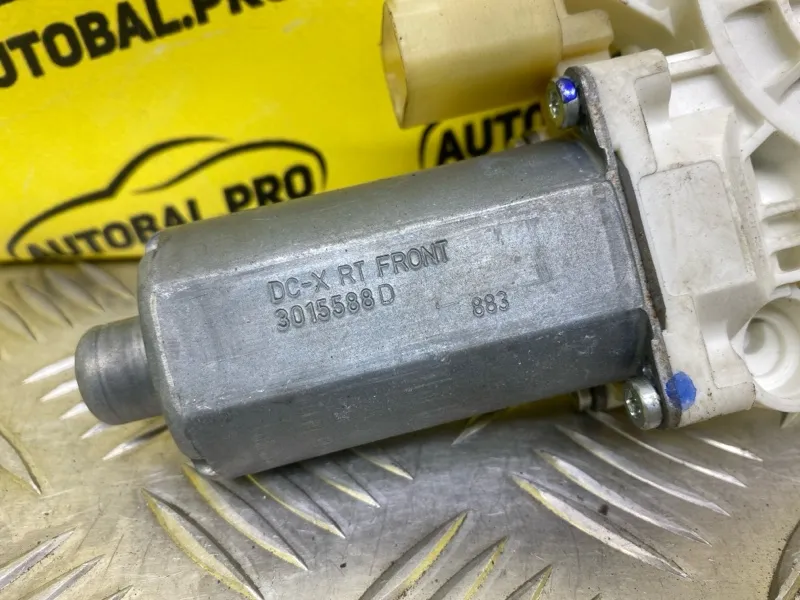 AUTOBAL.PRO
AUTOBAL.PRO
AUTO
DC-X RT FRONT
3015588D
883